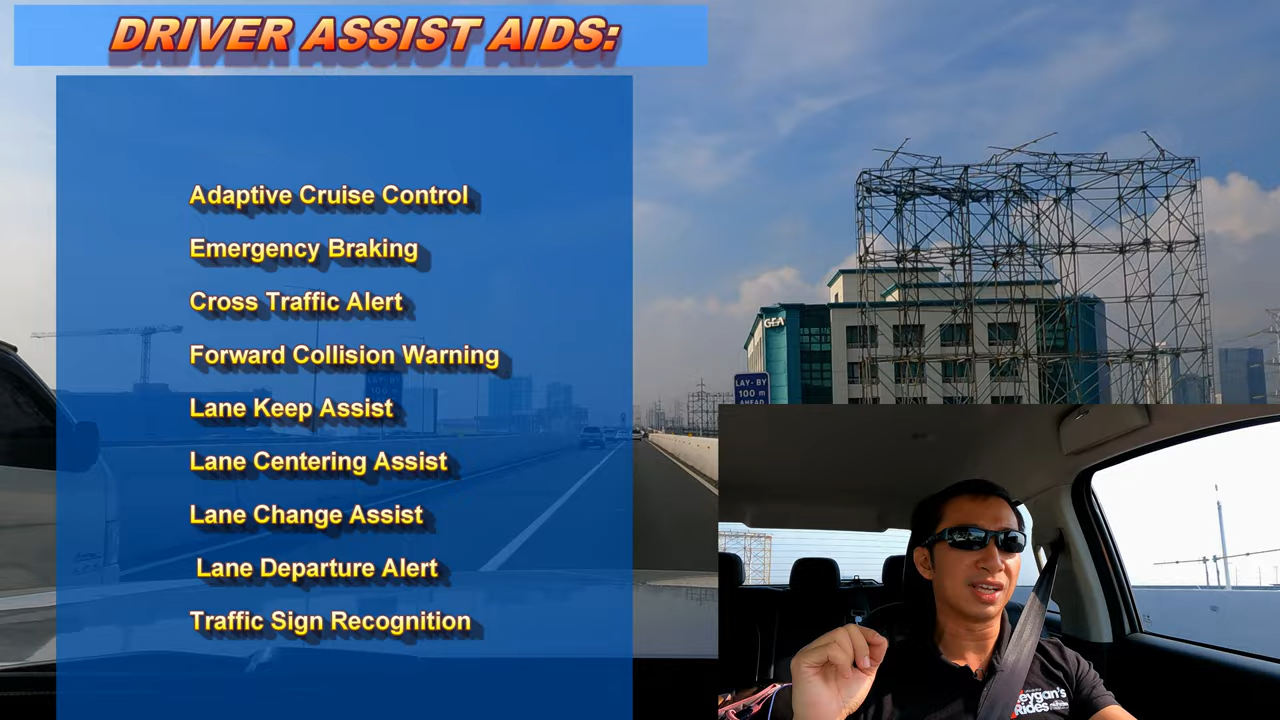 DRIVER ASSIST AIDS:
Adaptive Cruise Control
Emergency Braking
Cross Traffic Alert
Forward Collision Warning
Lane Keep Assist
Lane Centering Assist
Lane Change Assist
Lane Departure Alert
Traffic Sign Recognition
GEA
LAY-BY
100 m
AHEAD
Rides